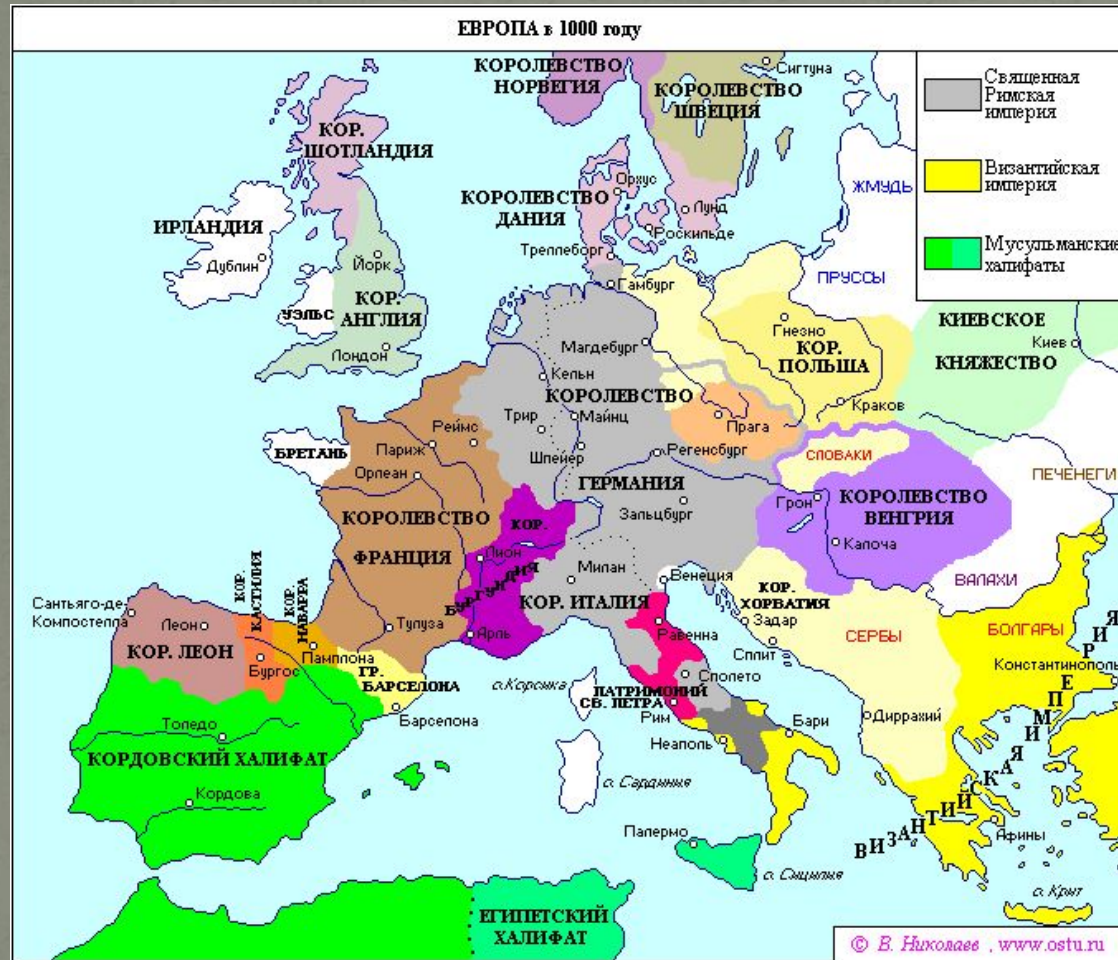 ЕВРОПА в 1000 году
КОРОЛЕВСТВО
НОРВЕГИЯ
Сигтуна
КОРОЛЕВСТВО
ШВЕЦИЯ
Священная
Римская
империя
Византийская
империя
Мусульманские
халифаты
КОР.
ШОТЛАНДИЯ
КОРОЛЕВСТВО
ДАНИЯ
Орхус
Лунд
Роскильде
Треллеборг
ЖМУДЬ
ИРЛАНДИЯ
Дублин
Йорк
УЭЛЬС
КОР.
АНГЛИЯ
Лондон
Гамбург
ПРУССЫ
Гнезно
КОР.
ПОЛЬША
КИЕВСКОЕ
Киев
КНЯЖЕСТВО
Магдебург
Кельн
КОРОЛЕВСТВО
Трир
Майнц
Прага
Краков
Реймс
Париж
БРЕТАНЬ
Орлеан
Шпейер
Регенсбург
СЛОВАКИ
ПЕЧЕНЕГИ
ГЕРМАНИЯ
Зальцбург
Грон
КОРОЛЕВСТВО
ВЕНГРИЯ
Калоча
КОРОЛЕВСТВО
ФРАНЦИЯ
КОР.
БУРГУНДИЯ
Лион
Арль
Милан
Венеция
КОР. ИТАЛИЯ
КОР.
ХОРВАТИЯ
Задар
Сплит
ВАЛАХИ
СЕРБЫ
БОЛГАРЫ
Константинополь
Сантьяго-де-
Компостелла
Леон
КОР. ЛЕОН
КОР.
КАСТИЛИЯ
Бургос
КОР.
НАВАРРА
Памплона
Тулуза
ГР.
БАРСЕЛОНА
Барселона
о.Корсика
Равенна
Сполето
ПАТРИМОНИЙ
СВ. ПЕТРА
Рим
Неаполь
Бари
Диррахий
Толедо
КОРДОВСКИЙ ХАЛИФАТ
Кордова
о. Сардиния
Палермо
о. Сицилия
ВИЗАНТИЙСКАЯ ИМПЕРИЯ
Афины
о. Крит
ЕГИПЕТСКИЙ
ХАЛИФАТ
© В. Николаев , www.ostu.ru